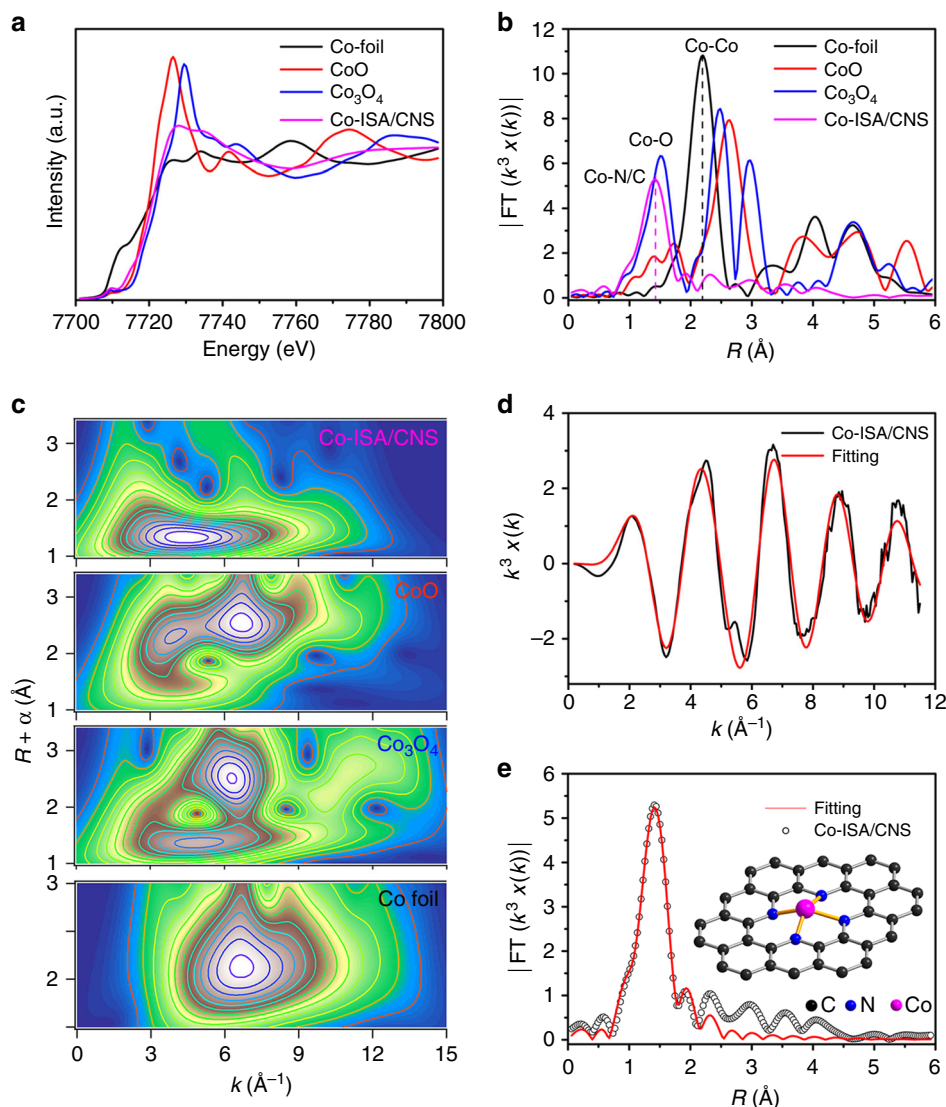 a
Intensity (a.u.)
Co-foil
CoO
Co₃O₄
Co-ISA/CNS
7700 7720 7740 7760 7780 7800
Energy (eV)
b
| FT (k³ x(k)) |
12
10
8
6
4
2
0
Co-Co
Co-O
Co-N/C
Co-foil
CoO
Co₃O₄
Co-ISA/CNS
0 1 2 3 4 5 6
R (Å)
c
R + α (Å)
Co-ISA/CNS
3
2
1
CoO
3
2
1
Co₃O₄
3
2
1
Co foil
3
2
0 3 6 9 12 15
k (Å⁻¹)
d
k³ x(k)
4
2
0
−2
Co-ISA/CNS
Fitting
0 2 4 6 8 10 12
k (Å⁻¹)
e
| FT (k³ x(k)) |
6
5
4
3
2
1
0
Fitting
Co-ISA/CNS
C N Co
0 1 2 3 4 5 6
R (Å)